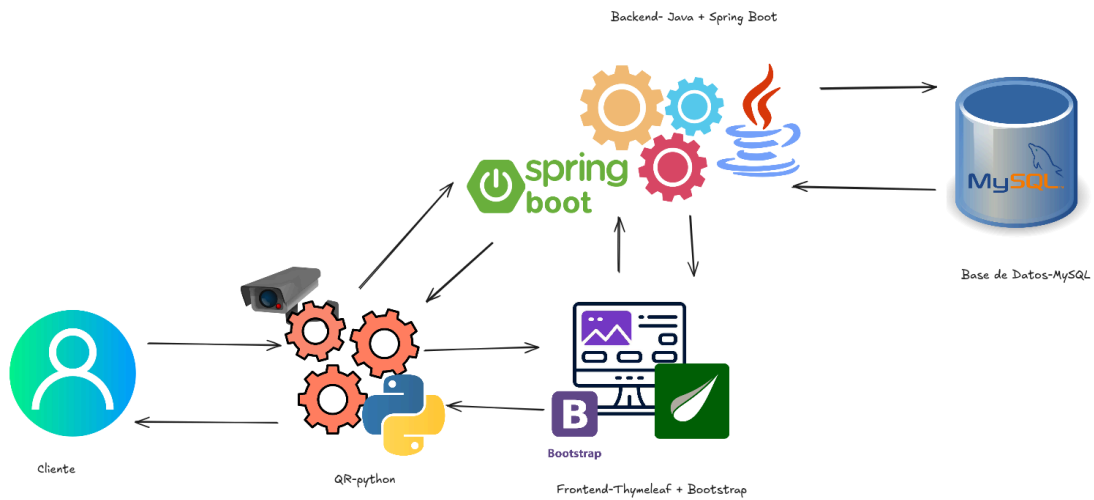 Backend- Java + Spring Boot
spring
boot
MySQL
Base de Datos-MySQL
B
Bootstrap
Cliente
QR-python
Frontend-Thymeleaf + Bootstrap